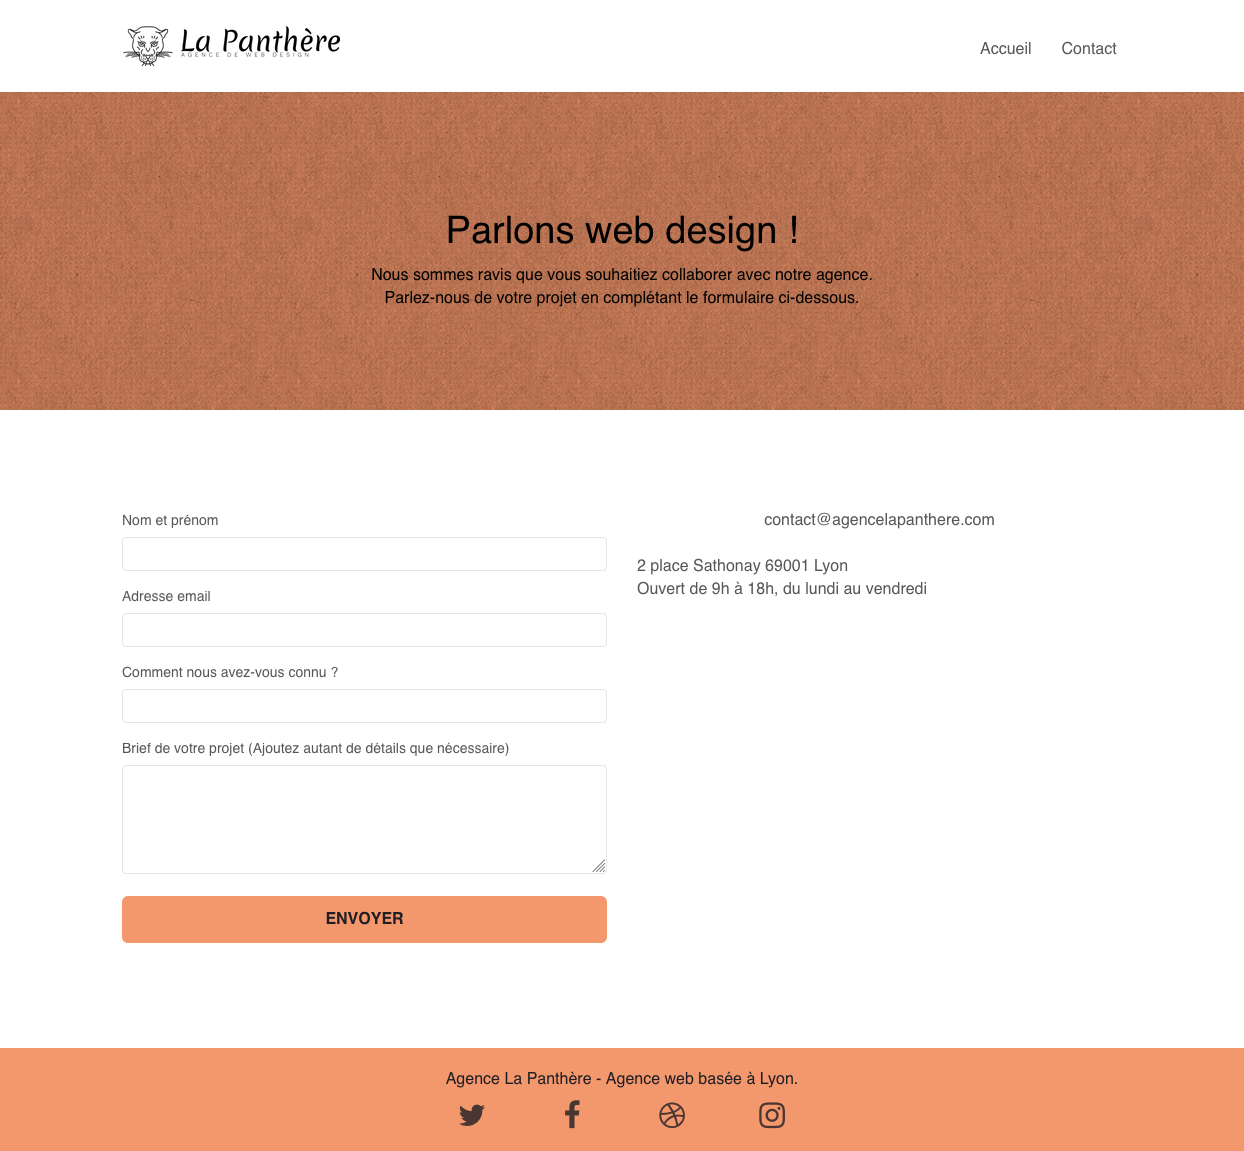 La Panthère
AGENCE DE WEB DESIGN
Accueil
Contact
Parlons web design !
Nous sommes ravis que vous souhaitiez collaborer avec notre agence.
Parlez-nous de votre projet en complétant le formulaire ci-dessous.
Nom et prénom
Adresse email
Comment nous avez-vous connu ?
Brief de votre projet (Ajoutez autant de détails que nécessaire)
ENVOYER
contact@agencelapanthere.com
2 place Sathonay 69001 Lyon
Ouvert de 9h à 18h, du lundi au vendredi
Agence La Panthère - Agence web basée à Lyon.